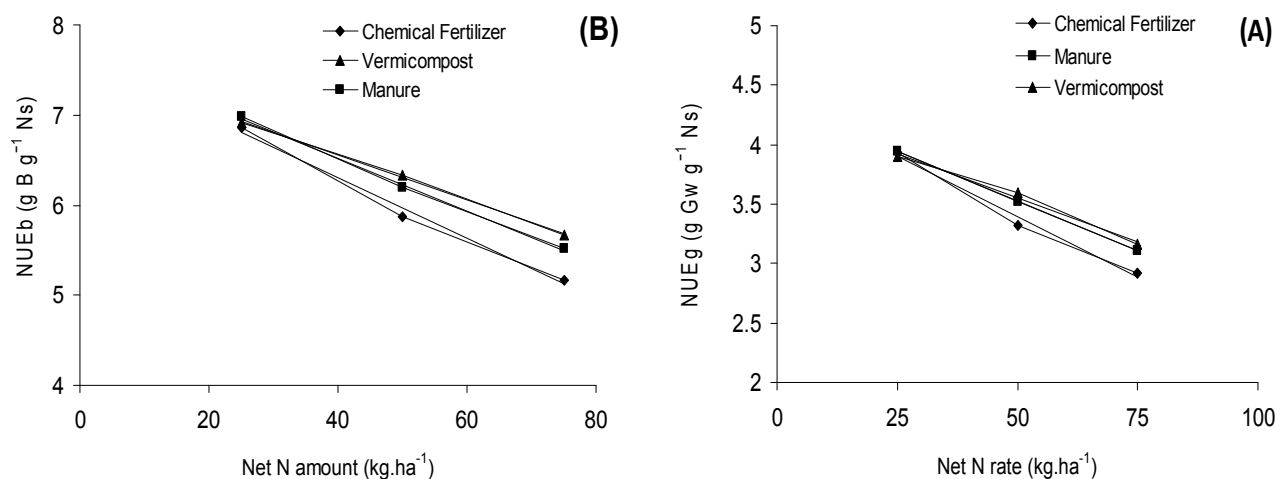 (B)
Chemical Fertilizer
Vermicompost
Manure
NUEb (g B g⁻¹ Ns)
8
7
6
5
4
0
20
40
60
80
Net N amount (kg.ha⁻¹)
(A)
Chemical Fertilizer
Manure
Vermicompost
NUEg (g Gw g⁻¹ Ns)
5
4.5
4
3.5
3
2.5
2
0
25
50
75
100
Net N rate (kg.ha⁻¹)